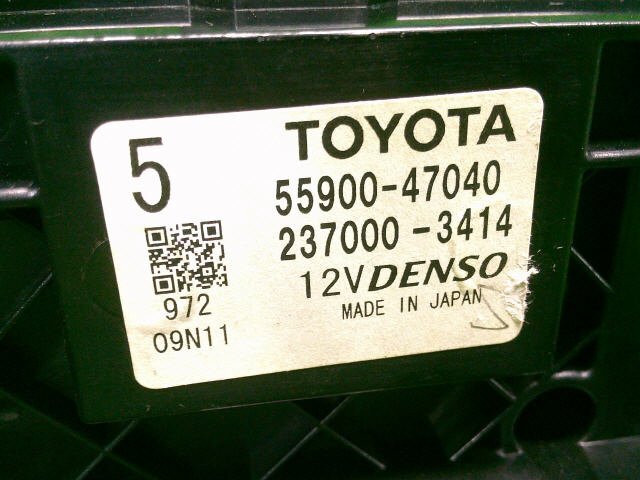 5 TOYOTA
55900-47040
237000-3414
12V DENSO
MADE IN JAPAN
972
09N11